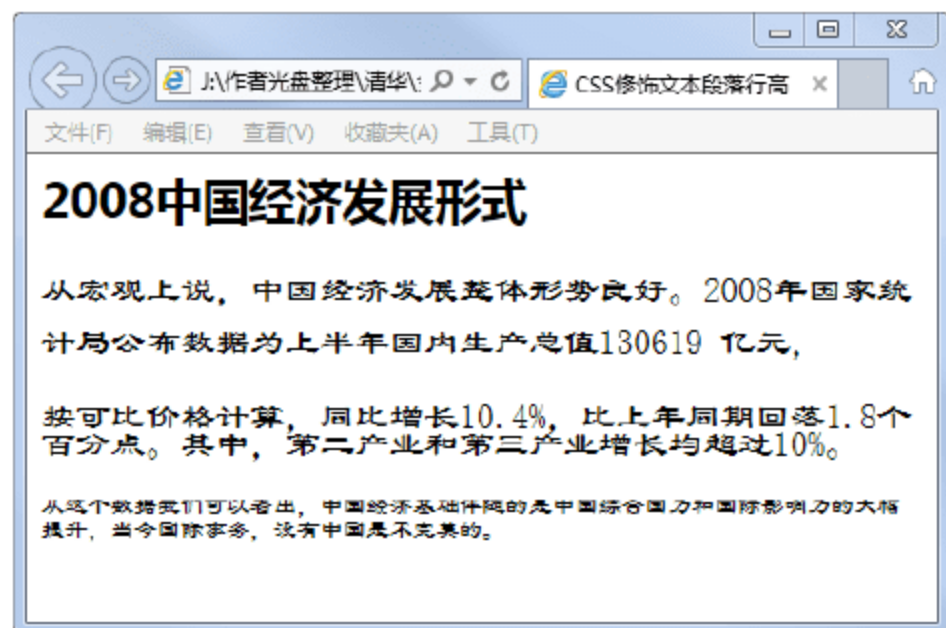 J:\作者光盘整理\清华\:
CSS修饰文本段落行高
文件(F) 编辑(E) 查看(V) 收藏夹(A) 工具(T)
2008中国经济发展形式
从宏观上说，中国经济发展整体形势良好。2008年国家统
计局公布数据为上半年国内生产总值130619 亿元，
按可比价格计算，同比增长10.4%，比上年同期回落1.8个
百分点。其中，第二产业和第三产业增长均超过10%。
从这个数据我们可以看出，中国经济基础伴随的是中国综合国力和国际影响力的大幅
提升，当今国际事务，没有中国是不完美的。